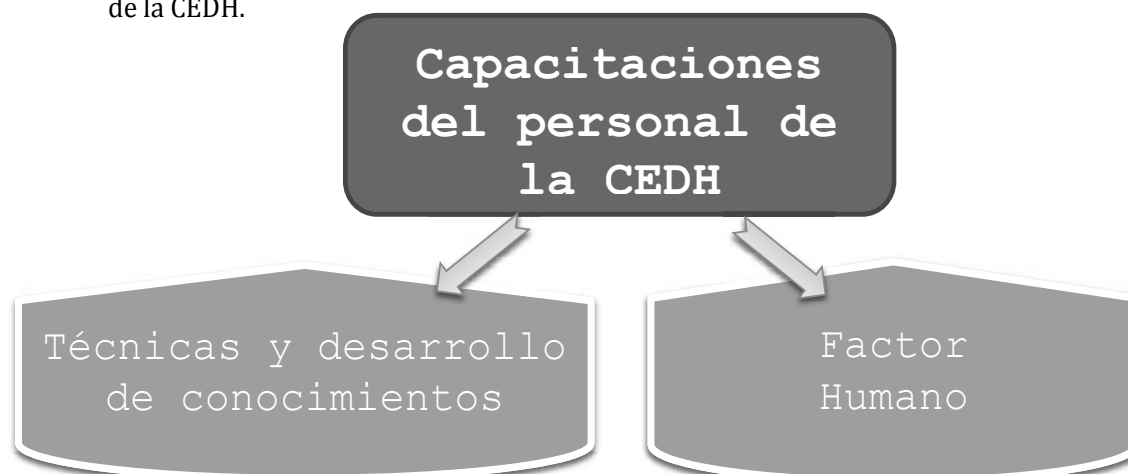 de la CEDH.
Capacitaciones
del personal de
la CEDH
Técnicas y desarrollo
de conocimientos
Factor
Humano